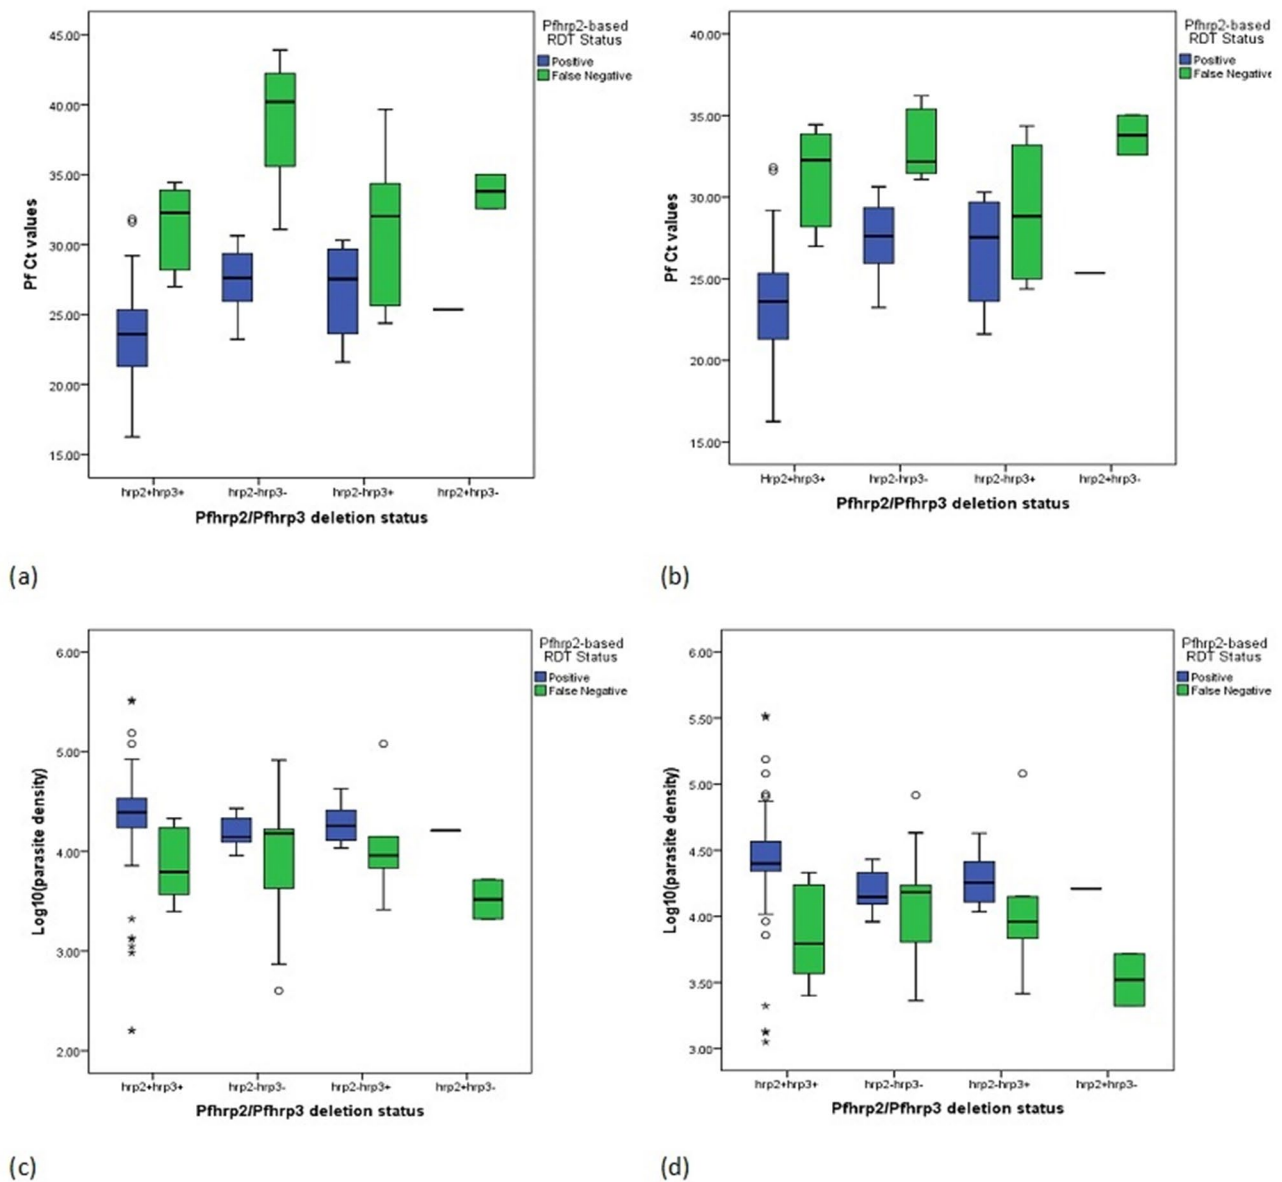 Pfhrp2-based
RDT Status
Positive
False Negative
45.00
40.00
35.00
30.00
25.00
20.00
15.00
Pf Ct values
hrp2+hrp3+
hrp2-hrp3-
hrp2-hrp3+
hrp2+hrp3-
Pfhrp2/Pfhrp3 deletion status
(a)
Pfhrp2-based
RDT Status
Positive
False Negative
40.00
35.00
30.00
25.00
20.00
15.00
Pf Ct values
Hrp2+hrp3+
hrp2-hrp3-
hrp2-hrp3+
hrp2+hrp3-
Pfhrp2/Pfhrp3 deletion status
(b)
Pfhrp2-based
RDT Status
Positive
False Negative
6.00
5.00
4.00
3.00
2.00
Log10(parasite density)
hrp2+hrp3+
hrp2-hrp3-
hrp2-hrp3+
hrp2+hrp3-
Pfhrp2/Pfhrp3 deletion status
(c)
Pfhrp2-based
RDT Status
Positive
False Negative
6.00
5.50
5.00
4.50
4.00
3.50
3.00
Log10(parasite density)
hrp2+hrp3+
hrp2-hrp3-
hrp2-hrp3+
hrp2+hrp3-
Pfhrp2/Pfhrp3 deletion status
(d)